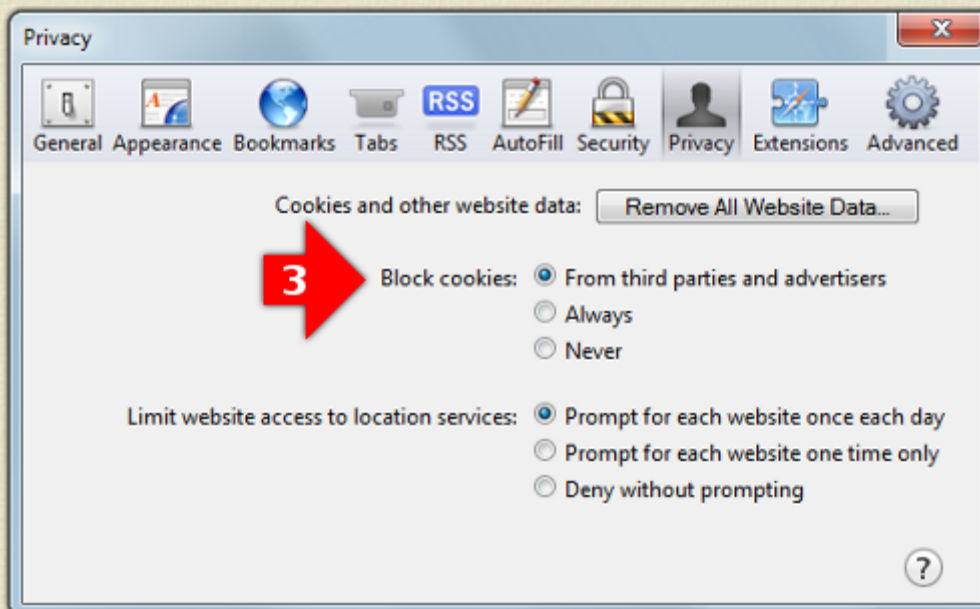 Privacy
RSS
General Appearance Bookmarks Tabs RSS AutoFill Security Privacy Extensions Advanced
Cookies and other website data: Remove All Website Data...
3 Block cookies: From third parties and advertisers
Always
Never
Limit website access to location services: Prompt for each website once each day
Prompt for each website one time only
Deny without prompting
?